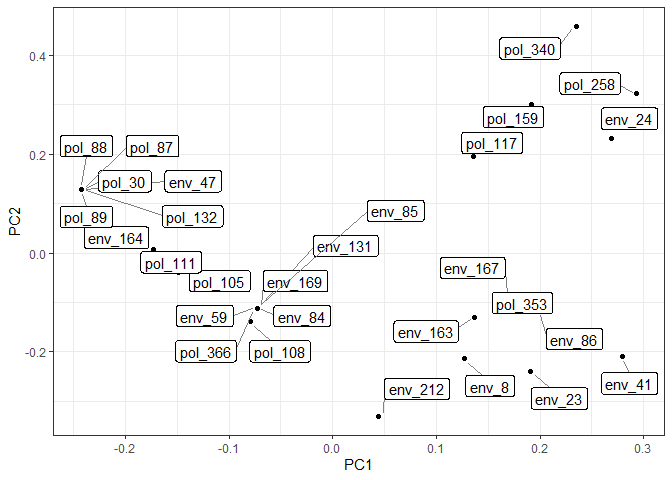 0.4
0.2
0.0
-0.2
PC2
pol_340
pol_258
pol_159
env_24
pol_117
pol_88
pol_87
pol_30
env_47
pol_89
pol_132
env_164
env_85
env_131
pol_111
pol_105
env_169
env_167
env_59
env_84
pol_353
env_163
env_86
pol_366
pol_108
env_212
env_8
env_23
env_41
-0.2
-0.1
0.0
0.1
0.2
0.3
PC1